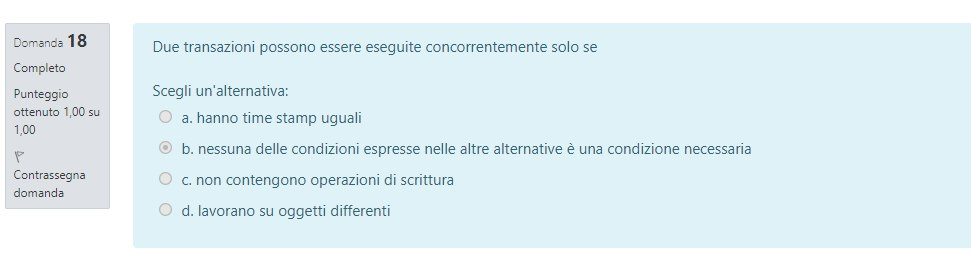 Domanda 18
Completo
Punteggio
ottenuto 1,00 su
1,00
Contrassegna
domanda
Due transazioni possono essere eseguite concorrentemente solo se
Scegli un'alternativa:
a. hanno time stamp uguali
b. nessuna delle condizioni espresse nelle altre alternative è una condizione necessaria
c. non contengono operazioni di scrittura
d. lavorano su oggetti differenti